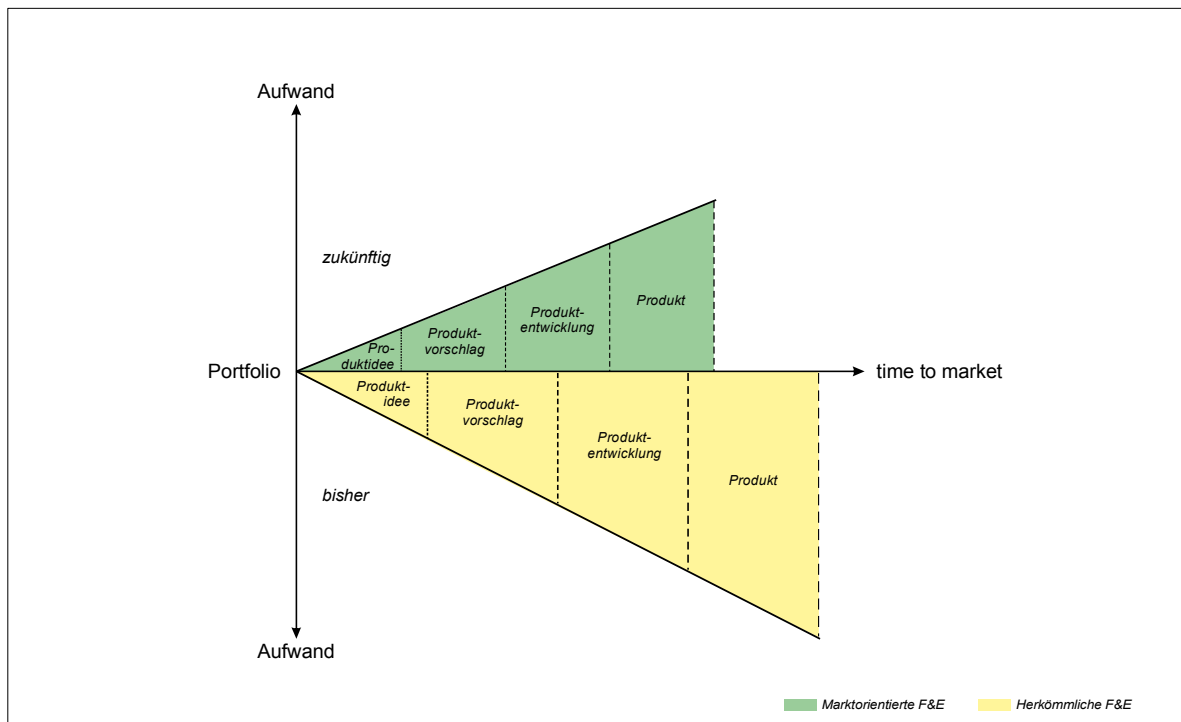 Aufwand
zukünftig
Pro-
duktidee
Produkt-
vorschlag
Produkt-
entwicklung
Produkt
Portfolio
time to market
Produkt-
idee
Produkt-
vorschlag
Produkt-
entwicklung
Produkt
bisher
Aufwand
Marktorientierte F&E
Herkömmliche F&E